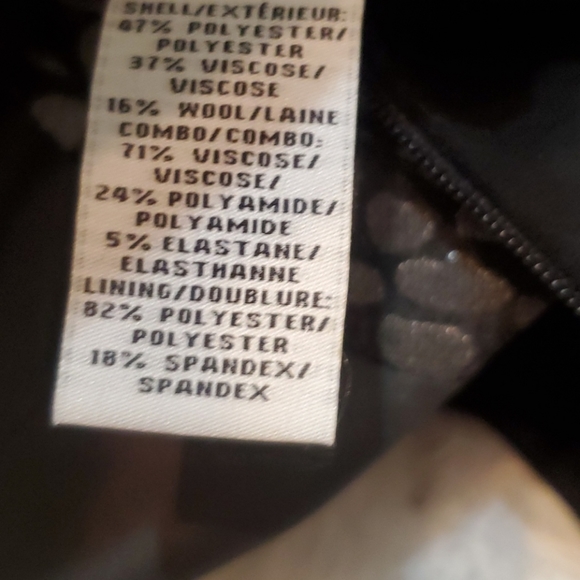 SHELL/EXTÉRIEUR:
47% POLYESTER/
POLYESTER
37% VISCOSE/
VISCOSE
16% WOOL/LAINE
COMBO/COMBO:
71% VISCOSE/
VISCOSE/
24% POLYAMIDE/
POLYAMIDE
5% ELASTANE/
ELASTHANNE
LINING/DOUBLURE:
82% POLYESTER/
POLYESTER
18% SPANDEX/
SPANDEX